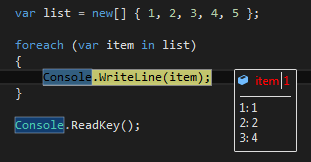 var list = new[] { 1, 2, 3, 4, 5 };
foreach (var item in list)
{
Console.WriteLine(item);
}
Console.ReadKey();
item 1
1: 1
2: 2
3: 4